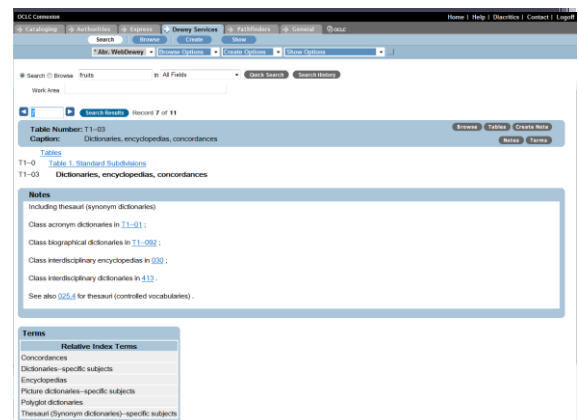 OCLC Connexion
Home | Help | Diacritics | Contact | Logoff
Cataloging Authorities Express Dewey Services Pathfinders General OCLC
Search Browse Create Show
*Abr. WebDewey Browse Options Create Options Show Options
Search Browse fruits in All Fields Quick Search Search History
Work Area
7 Search Results Record 7 of 11
Table Number: T1--03
Browse Tables Create Note
Caption: Dictionaries, encyclopedias, concordances
Notes Terms
Tables
T1--0 Table 1. Standard Subdivisions
T1--03 Dictionaries, encyclopedias, concordances
Notes
Including thesauri (synonym dictionaries)
Class acronym dictionaries in T1--01 ;
Class biographical dictionaries in T1--092 ;
Class interdisciplinary encyclopedias in 030 ;
Class interdisciplinary dictionaries in 413 .
See also 025.4 for thesauri (controlled vocabularies) .
Terms
Relative Index Terms
Concordances
Dictionaries--specific subjects
Encyclopedias
Picture dictionaries--specific subjects
Polyglot dictionaries
Thesauri (Synonym dictionaries)--specific subjects